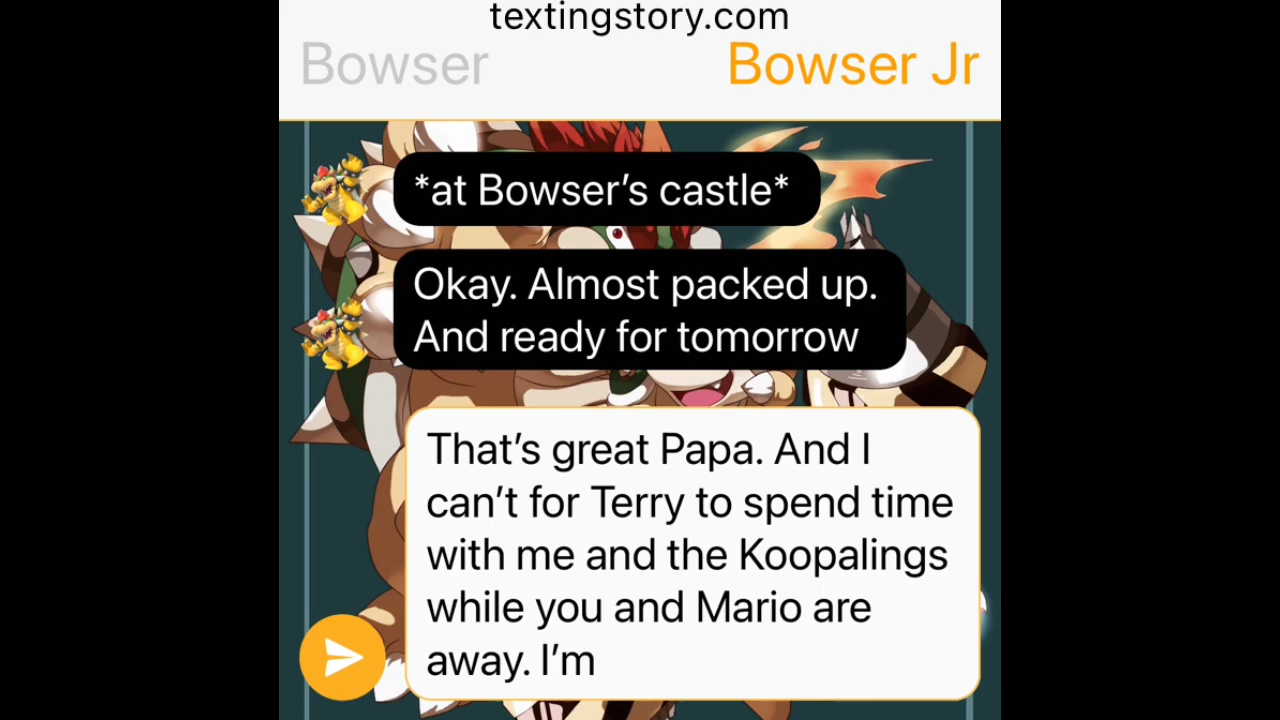 textingstory.com
Bowser
Bowser Jr
*at Bowser’s castle*
Okay. Almost packed up.
And ready for tomorrow
That’s great Papa. And I
can’t for Terry to spend time
with me and the Koopalings
while you and Mario are
away. I’m